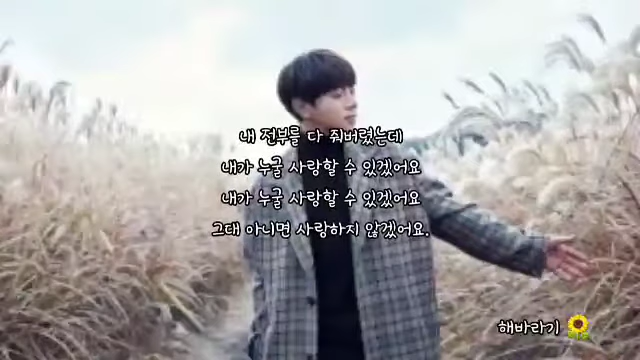 내 전부를 다 줘버렸는데
내가 누굴 사랑할 수 있겠어요
내가 누굴 사랑할 수 있겠어요
그대 아니면 사랑하지 않겠어요.
해바라기